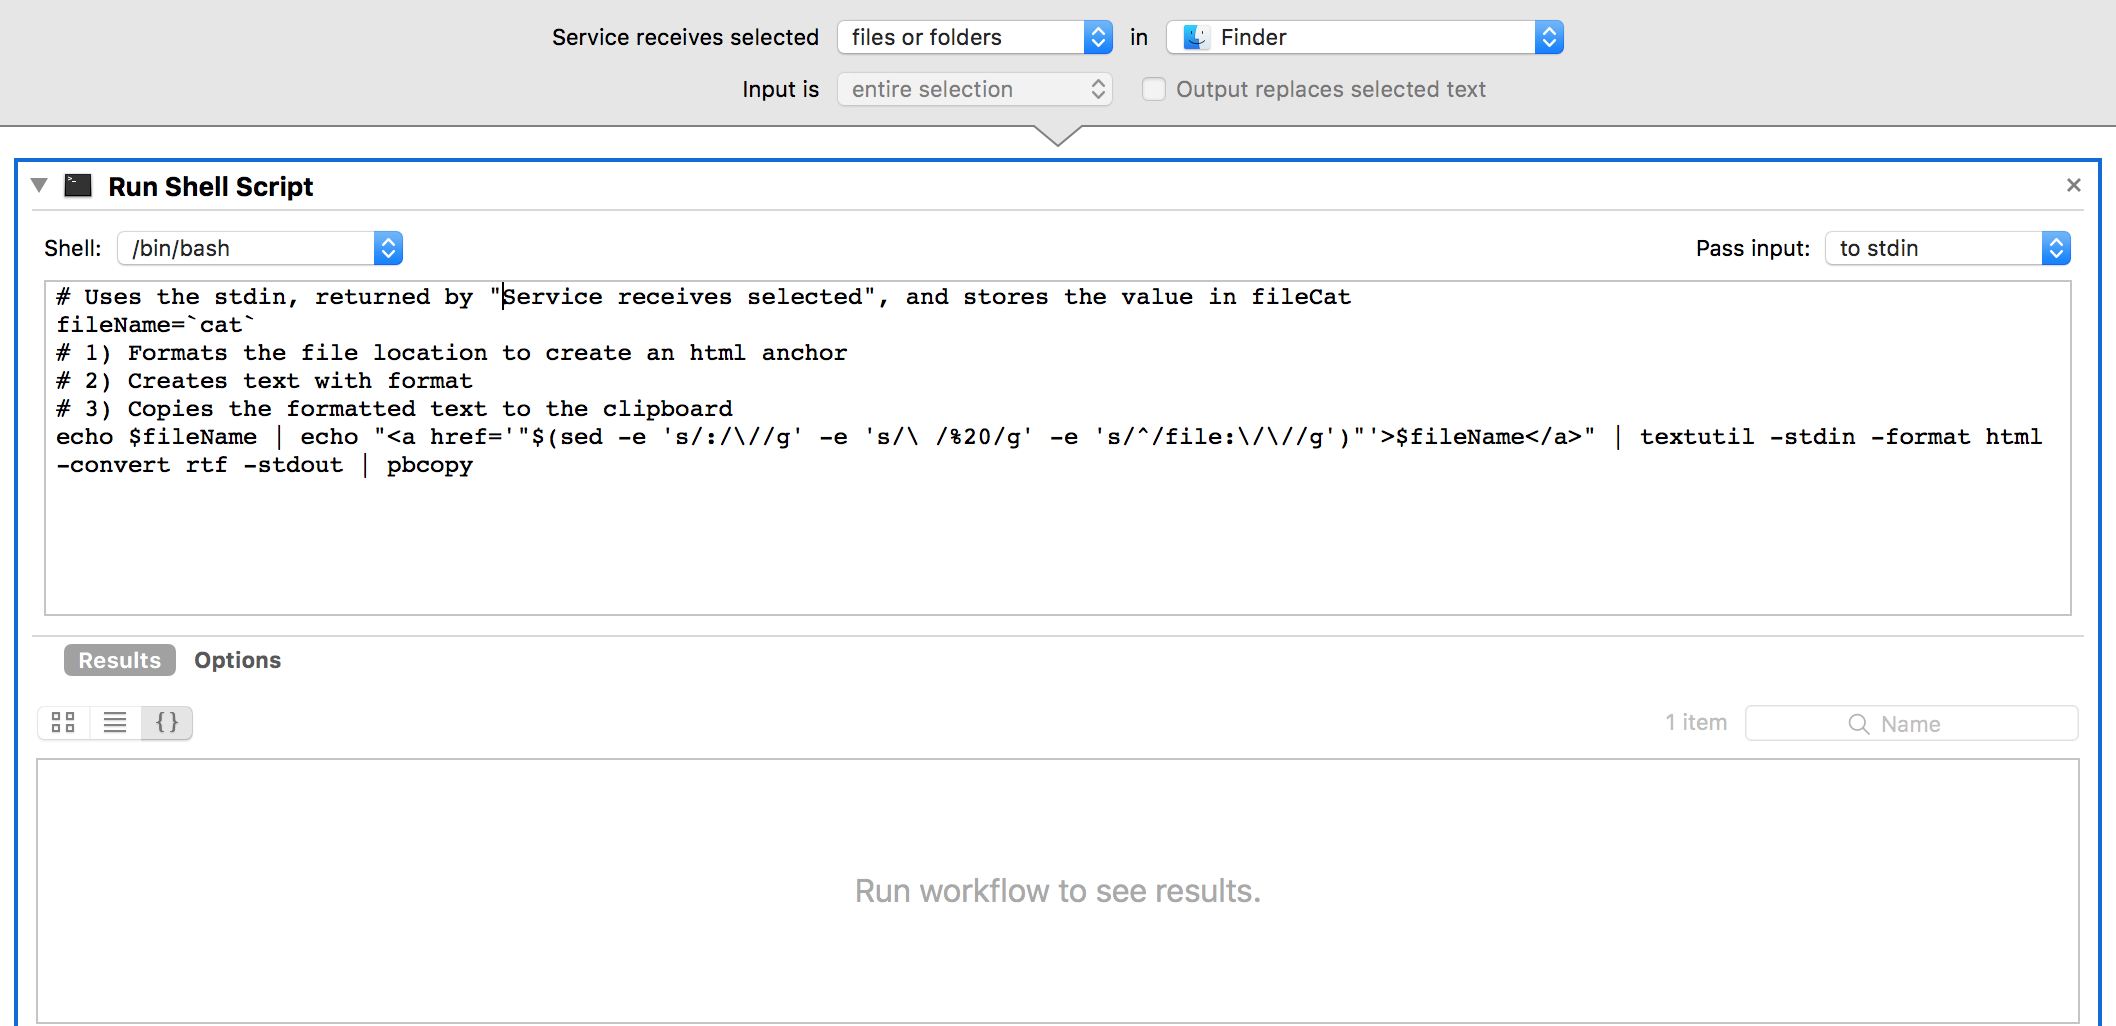 Service receives selected files or folders in Finder
Input is entire selection Output replaces selected text
Run Shell Script
Shell: /bin/bash Pass input: to stdin
# Uses the stdin, returned by "Service receives selected", and stores the value in fileCat
fileName=`cat`
# 1) Formats the file location to create an html anchor
# 2) Creates text with format
# 3) Copies the formatted text to the clipboard
echo $fileName | echo "<a href='"$(sed -e 's/:/\//g' -e 's/\ /%20/g' -e 's/^/file:\/\//g')"'>$fileName</a>" | textutil -stdin -format html
-convert rtf -stdout | pbcopy
Results Options
{} 1 item Name
Run workflow to see results.